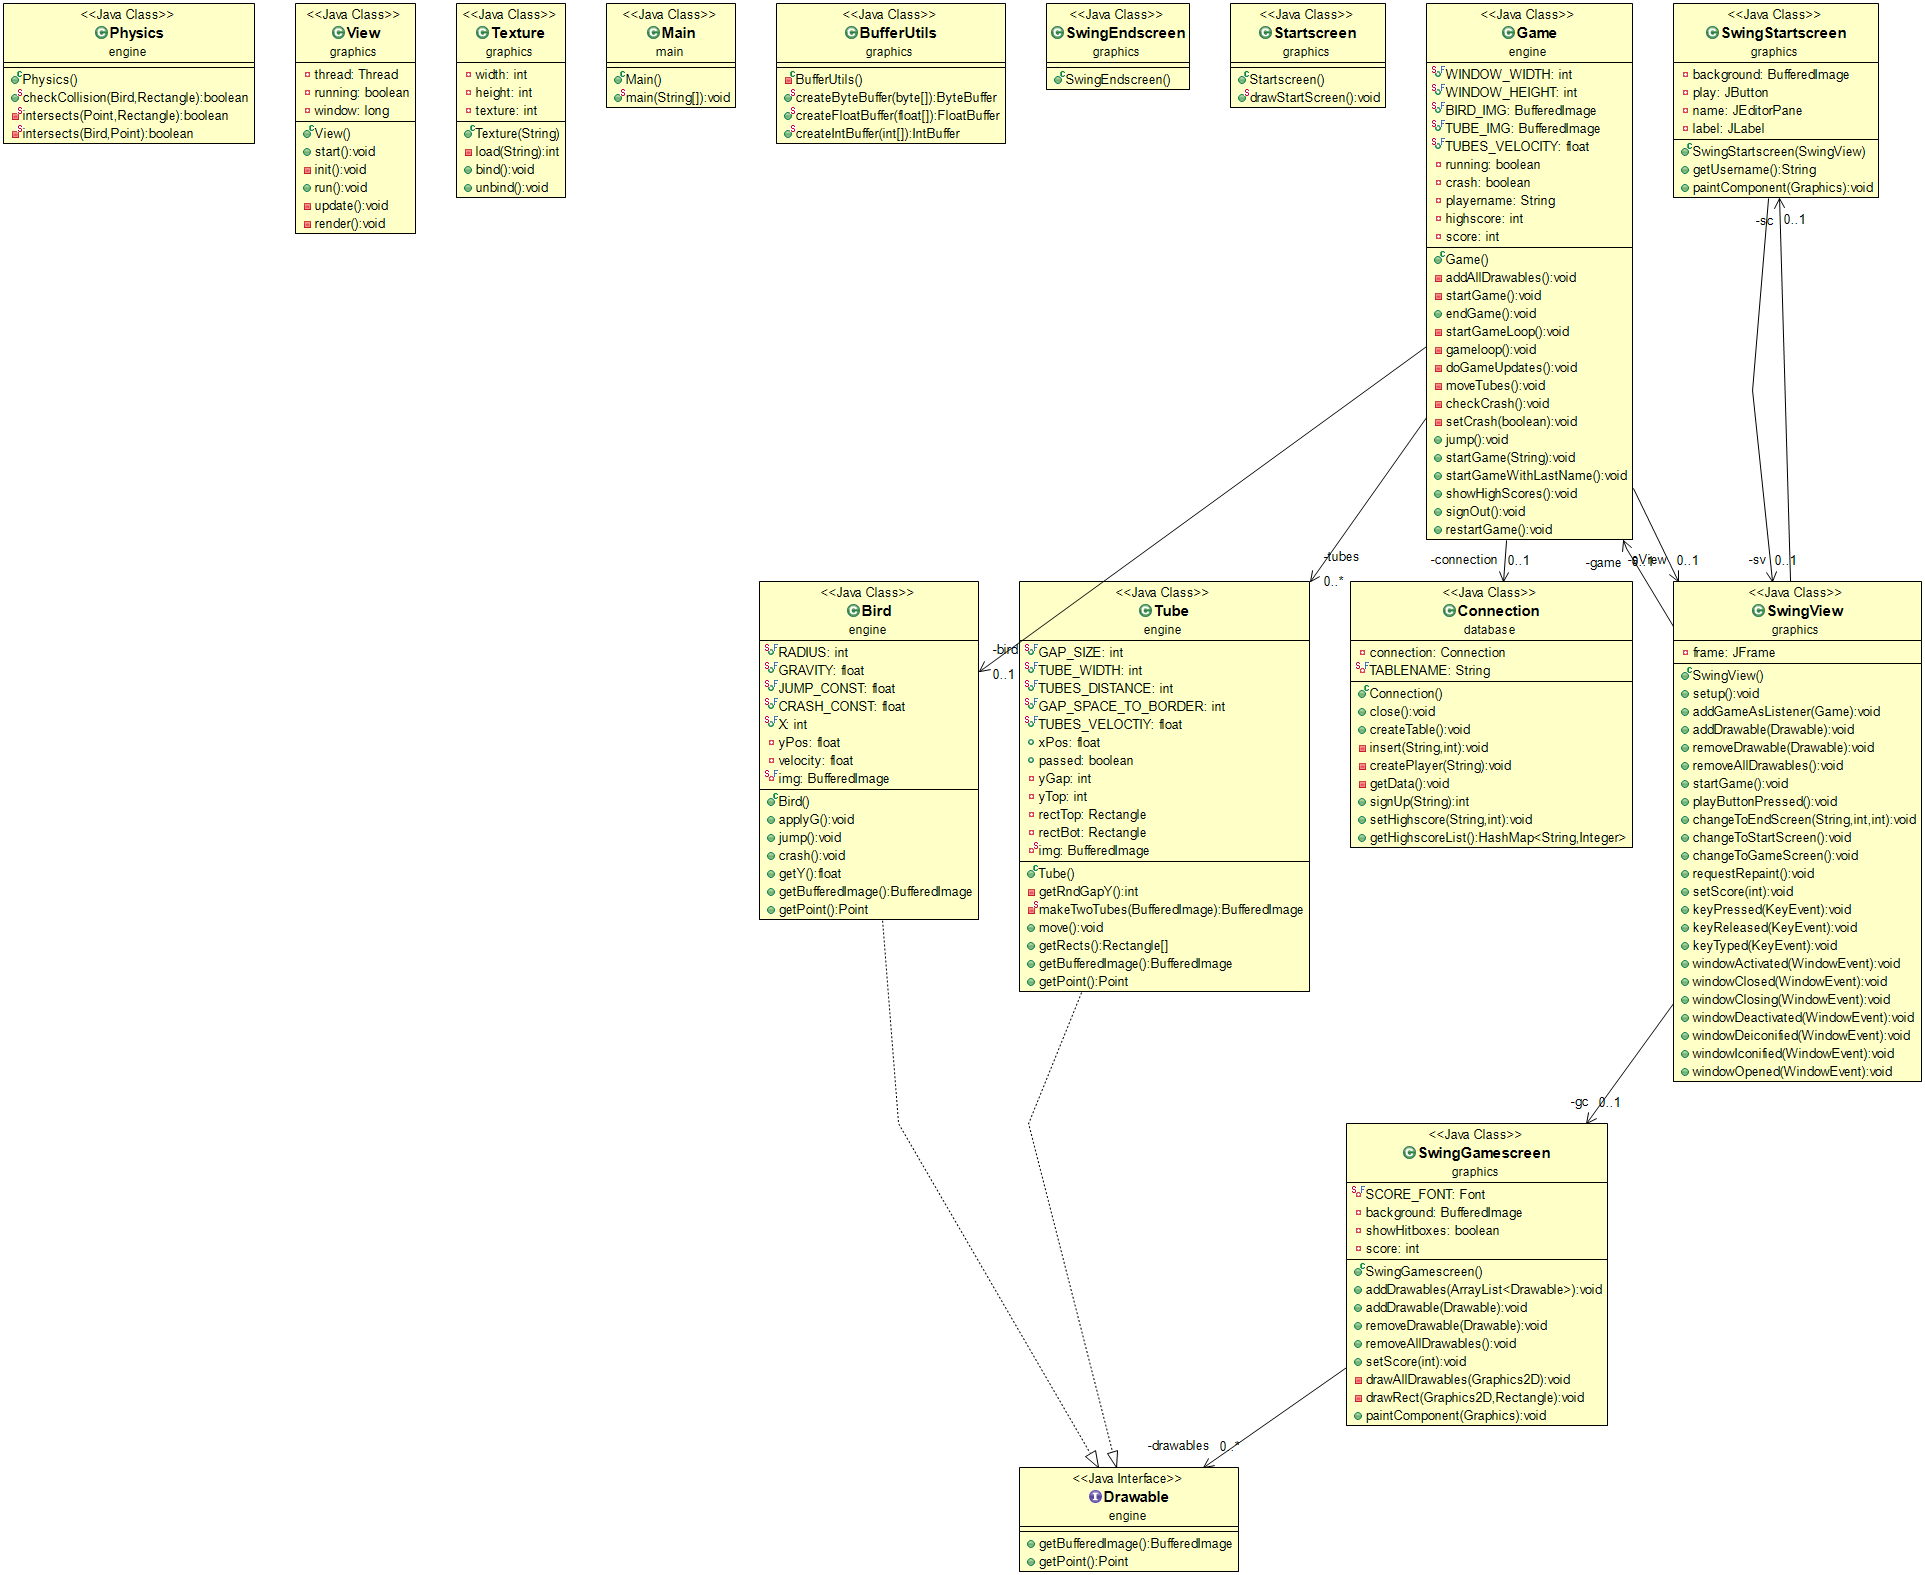 <<Java Class>>
Physics
engine
Physics()
checkCollision(Bird,Rectangle):boolean
intersects(Point,Rectangle):boolean
intersects(Bird,Point):boolean
<<Java Class>>
View
graphics
thread: Thread
running: boolean
window: long
View()
start():void
init():void
run():void
update():void
render():void
<<Java Class>>
Texture
graphics
width: int
height: int
texture: int
Texture(String)
load(String):int
bind():void
unbind():void
<<Java Class>>
Main
main
Main()
main(String[]):void
<<Java Class>>
BufferUtils
graphics
BufferUtils()
createByteBuffer(byte[]):ByteBuffer
createFloatBuffer(float[]):FloatBuffer
createIntBuffer(int[]):IntBuffer
<<Java Class>>
SwingEndscreen
graphics
SwingEndscreen()
<<Java Class>>
Startscreen
graphics
Startscreen()
drawStartScreen():void
<<Java Class>>
Game
engine
WINDOW_WIDTH: int
WINDOW_HEIGHT: int
BIRD_IMG: BufferedImage
TUBE_IMG: BufferedImage
TUBES_VELOCITY: float
running: boolean
crash: boolean
playername: String
highscore: int
score: int
Game()
addAllDrawables():void
startGame():void
endGame():void
startGameLoop():void
gameloop():void
doGameUpdates():void
moveTubes():void
checkCrash():void
setCrash(boolean):void
jump():void
startGame(String):void
startGameWithLastName():void
showHighScores():void
signOut():void
restartGame():void
<<Java Class>>
SwingStartscreen
graphics
background: BufferedImage
play: JButton
name: JEditorPane
label: JLabel
SwingStartscreen(SwingView)
getUsername():String
paintComponent(Graphics):void
-sc 0..1
-tubes
0..*
-connection 0..1
-game 0..1
-sView 0..1
-sv 0..1
-bird
0..1
<<Java Class>>
Bird
engine
RADIUS: int
GRAVITY: float
JUMP_CONST: float
CRASH_CONST: float
X: int
yPos: float
velocity: float
img: BufferedImage
Bird()
applyG():void
jump():void
crash():void
getY():float
getBufferedImage():BufferedImage
getPoint():Point
<<Java Class>>
Tube
engine
GAP_SIZE: int
TUBE_WIDTH: int
TUBES_DISTANCE: int
GAP_SPACE_TO_BORDER: int
TUBES_VELOCTIY: float
xPos: float
passed: boolean
yGap: int
yTop: int
rectTop: Rectangle
rectBot: Rectangle
img: BufferedImage
Tube()
getRndGapY():int
makeTwoTubes(BufferedImage):BufferedImage
move():void
getRects():Rectangle[]
getBufferedImage():BufferedImage
getPoint():Point
<<Java Class>>
Connection
database
connection: Connection
TABLENAME: String
Connection()
close():void
createTable():void
insert(String,int):void
createPlayer(String):void
getData():void
signUp(String):int
setHighscore(String,int):void
getHighscoreList():HashMap<String,Integer>
<<Java Class>>
SwingView
graphics
frame: JFrame
SwingView()
setup():void
addGameAsListener(Game):void
addDrawable(Drawable):void
removeDrawable(Drawable):void
removeAllDrawables():void
startGame():void
playButtonPressed():void
changeToEndScreen(String,int,int):void
changeToStartScreen():void
changeToGameScreen():void
requestRepaint():void
setScore(int):void
keyPressed(KeyEvent):void
keyReleased(KeyEvent):void
keyTyped(KeyEvent):void
windowActivated(WindowEvent):void
windowClosed(WindowEvent):void
windowClosing(WindowEvent):void
windowDeactivated(WindowEvent):void
windowDeiconified(WindowEvent):void
windowIconified(WindowEvent):void
windowOpened(WindowEvent):void
-gc 0..1
<<Java Class>>
SwingGamescreen
graphics
SCORE_FONT: Font
background: BufferedImage
showHitboxes: boolean
score: int
SwingGamescreen()
addDrawables(ArrayList<Drawable>):void
addDrawable(Drawable):void
removeDrawable(Drawable):void
removeAllDrawables():void
setScore(int):void
drawAllDrawables(Graphics2D):void
drawRect(Graphics2D,Rectangle):void
paintComponent(Graphics):void
-drawables 0..*
<<Java Interface>>
Drawable
engine
getBufferedImage():BufferedImage
getPoint():Point